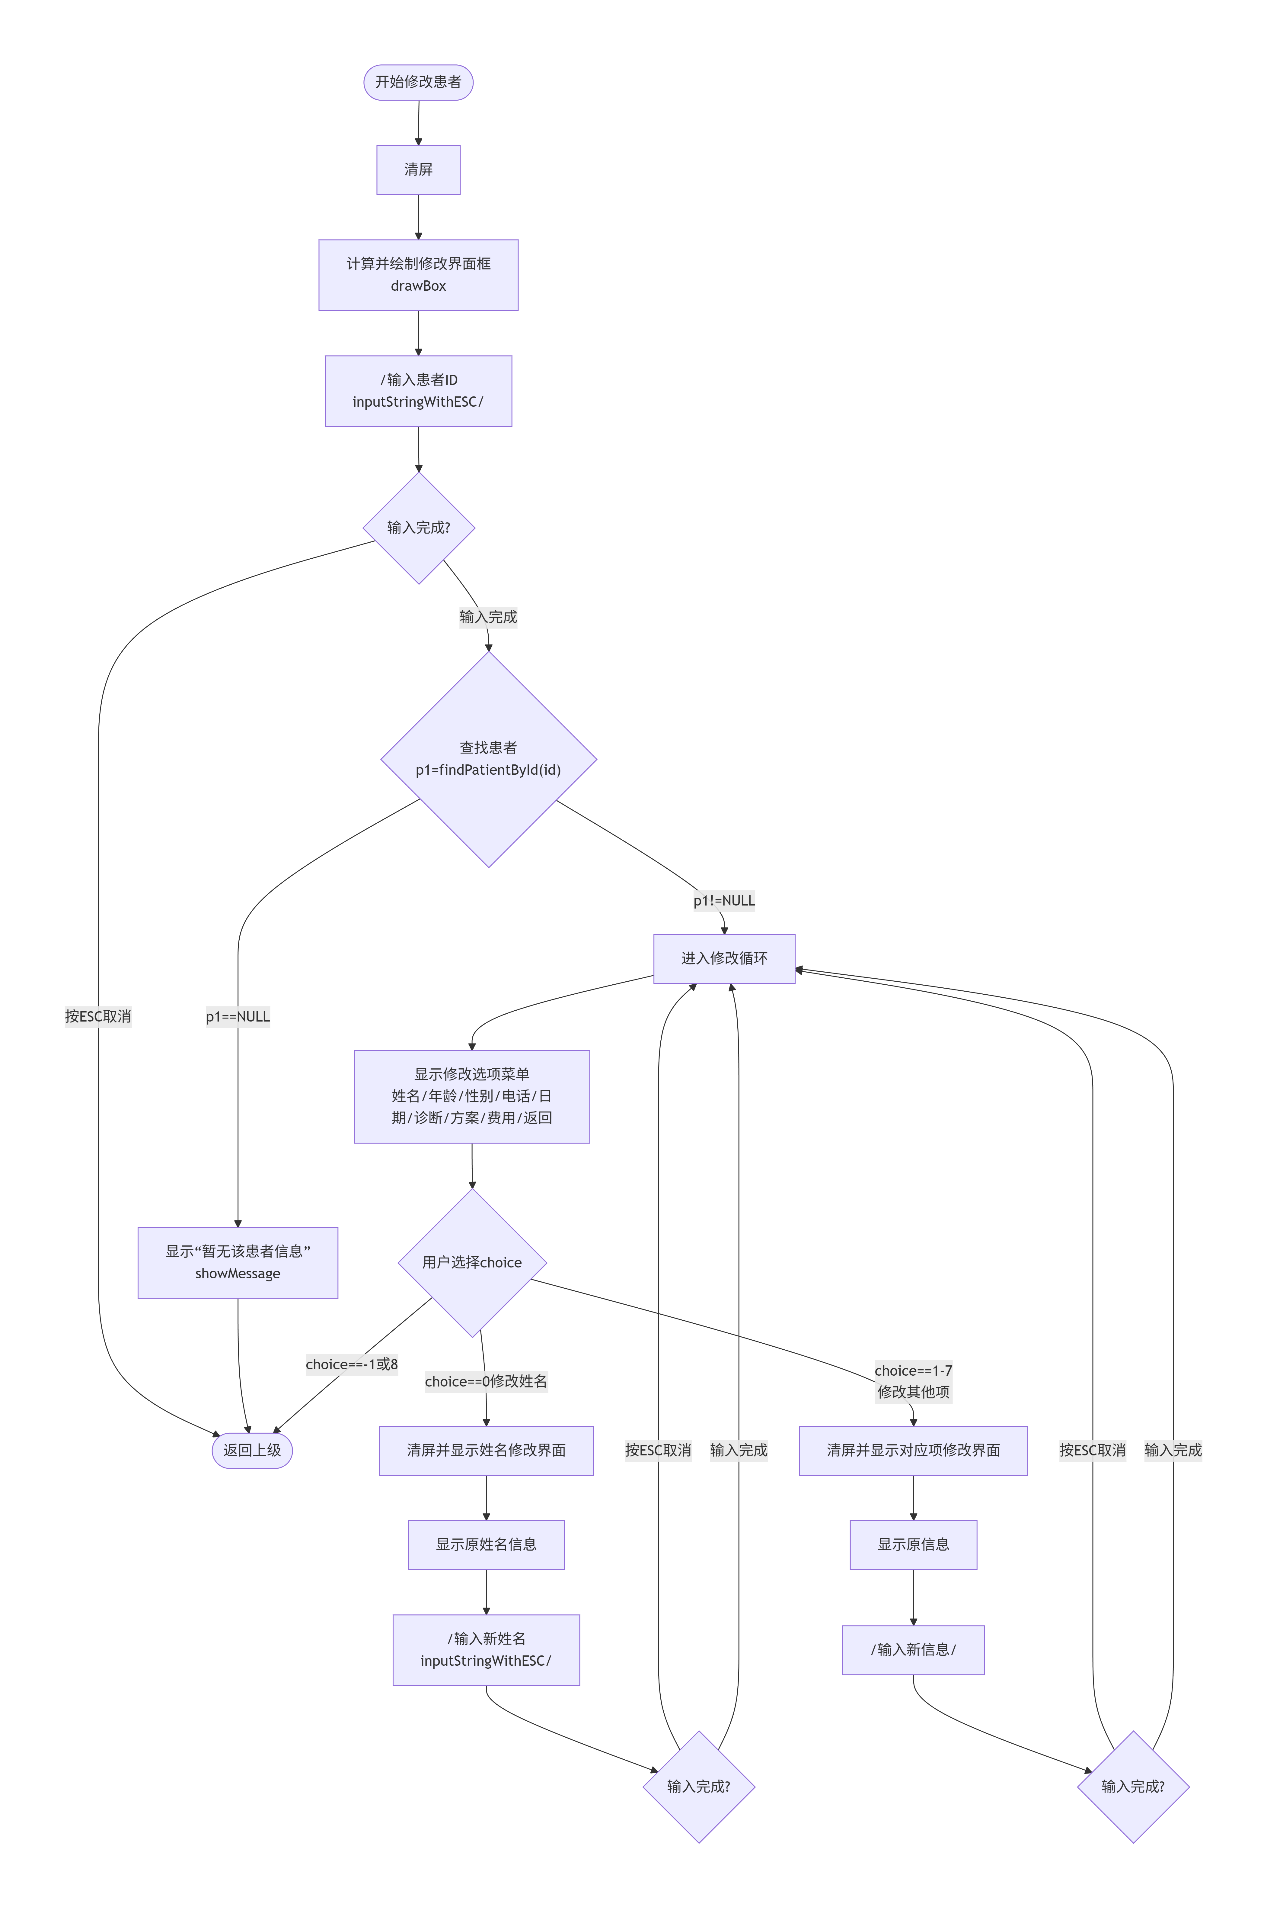 开始修改患者
清屏
计算并绘制修改界面框
drawBox
/输入患者ID
inputStringWithESC/
输入完成?
输入完成
查找患者
p1=findPatientById(id)
p1!=NULL
进入修改循环
按ESC取消
p1==NULL
显示修改选项菜单
姓名/年龄/性别/电话/日
期/诊断/方案/费用/返回
显示“暂无该患者信息”
showMessage
用户选择choice
choice==-1或8
choice==0修改姓名
choice==1-7
修改其他项
返回上级
清屏并显示姓名修改界面
按ESC取消
输入完成
清屏并显示对应项修改界面
按ESC取消
输入完成
显示原姓名信息
显示原信息
/输入新姓名
inputStringWithESC/
/输入新信息/
输入完成?
输入完成?